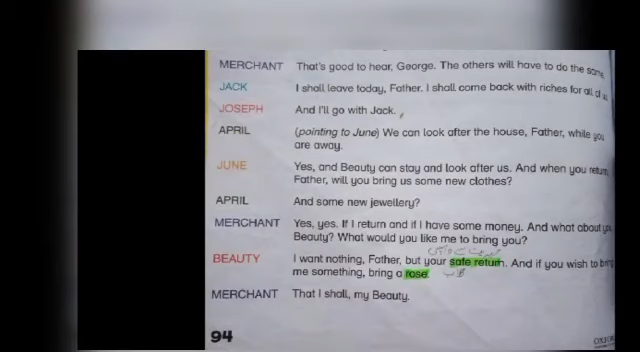 MERCHANT That's good to hear, George. The others will have to do the same
JACK I shall leave today, Father. I shall come back with riches for all of us
JOSEPH And I'll go with Jack.
APRIL (pointing to June) We can look after the house, Father, while you
are away.
JUNE Yes, and Beauty can stay and look after us. And when you return,
Father, will you bring us some new clothes?
APRIL And some new jewellery?
MERCHANT Yes, yes. If I return and if I have some money. And what about you,
Beauty? What would you like me to bring you?
BEAUTY I want nothing, Father, but your safe return. And if you wish to bring
me something, bring a rose.
گلاب
MERCHANT That I shall, my Beauty.
94